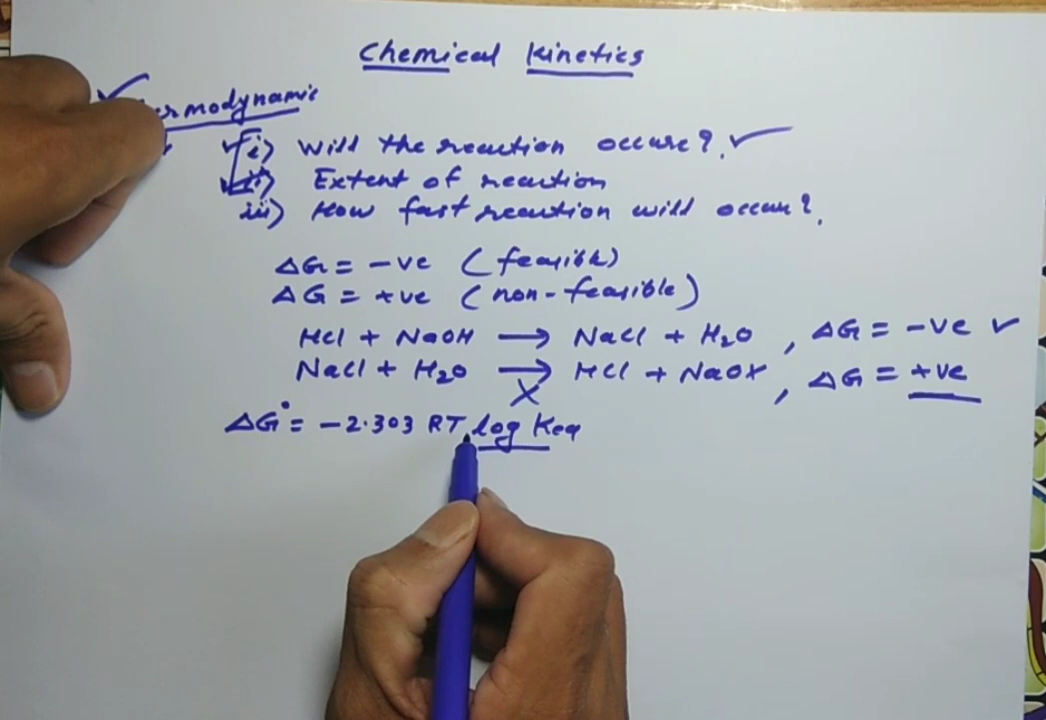 Chemical Kinetics
ermodynamic
i) Will the reaction occure?
ii) Extent of reaction
iii) How fast reaction will occur?
ΔG = -ve (feasible)
ΔG = +ve (non-feasible)
HCl + NaOH ⟶ NaCl + H₂O , ΔG = -ve ✓
NaCl + H₂O ⟶ HCl + NaOH , ΔG = +ve
X
ΔG° = -2.303 RT log Keq